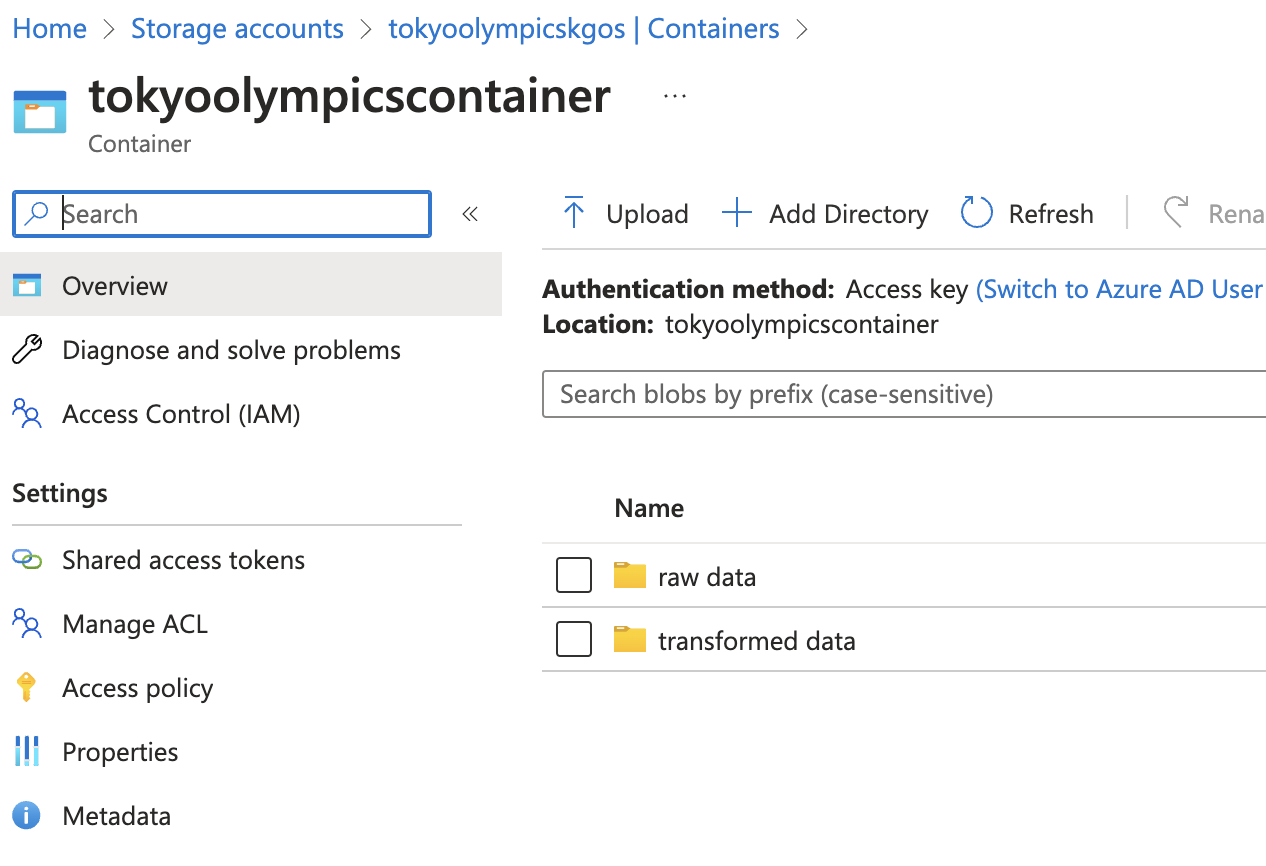 Home > Storage accounts > tokyoolympicskgos | Containers >
tokyoolympicscontainer ...
Container
Search
Upload
Add Directory
Refresh
Rena
Overview
Diagnose and solve problems
Access Control (IAM)
Settings
Shared access tokens
Manage ACL
Access policy
Properties
Metadata
Authentication method: Access key (Switch to Azure AD User
Location: tokyoolympicscontainer
Search blobs by prefix (case-sensitive)
Name
raw data
transformed data